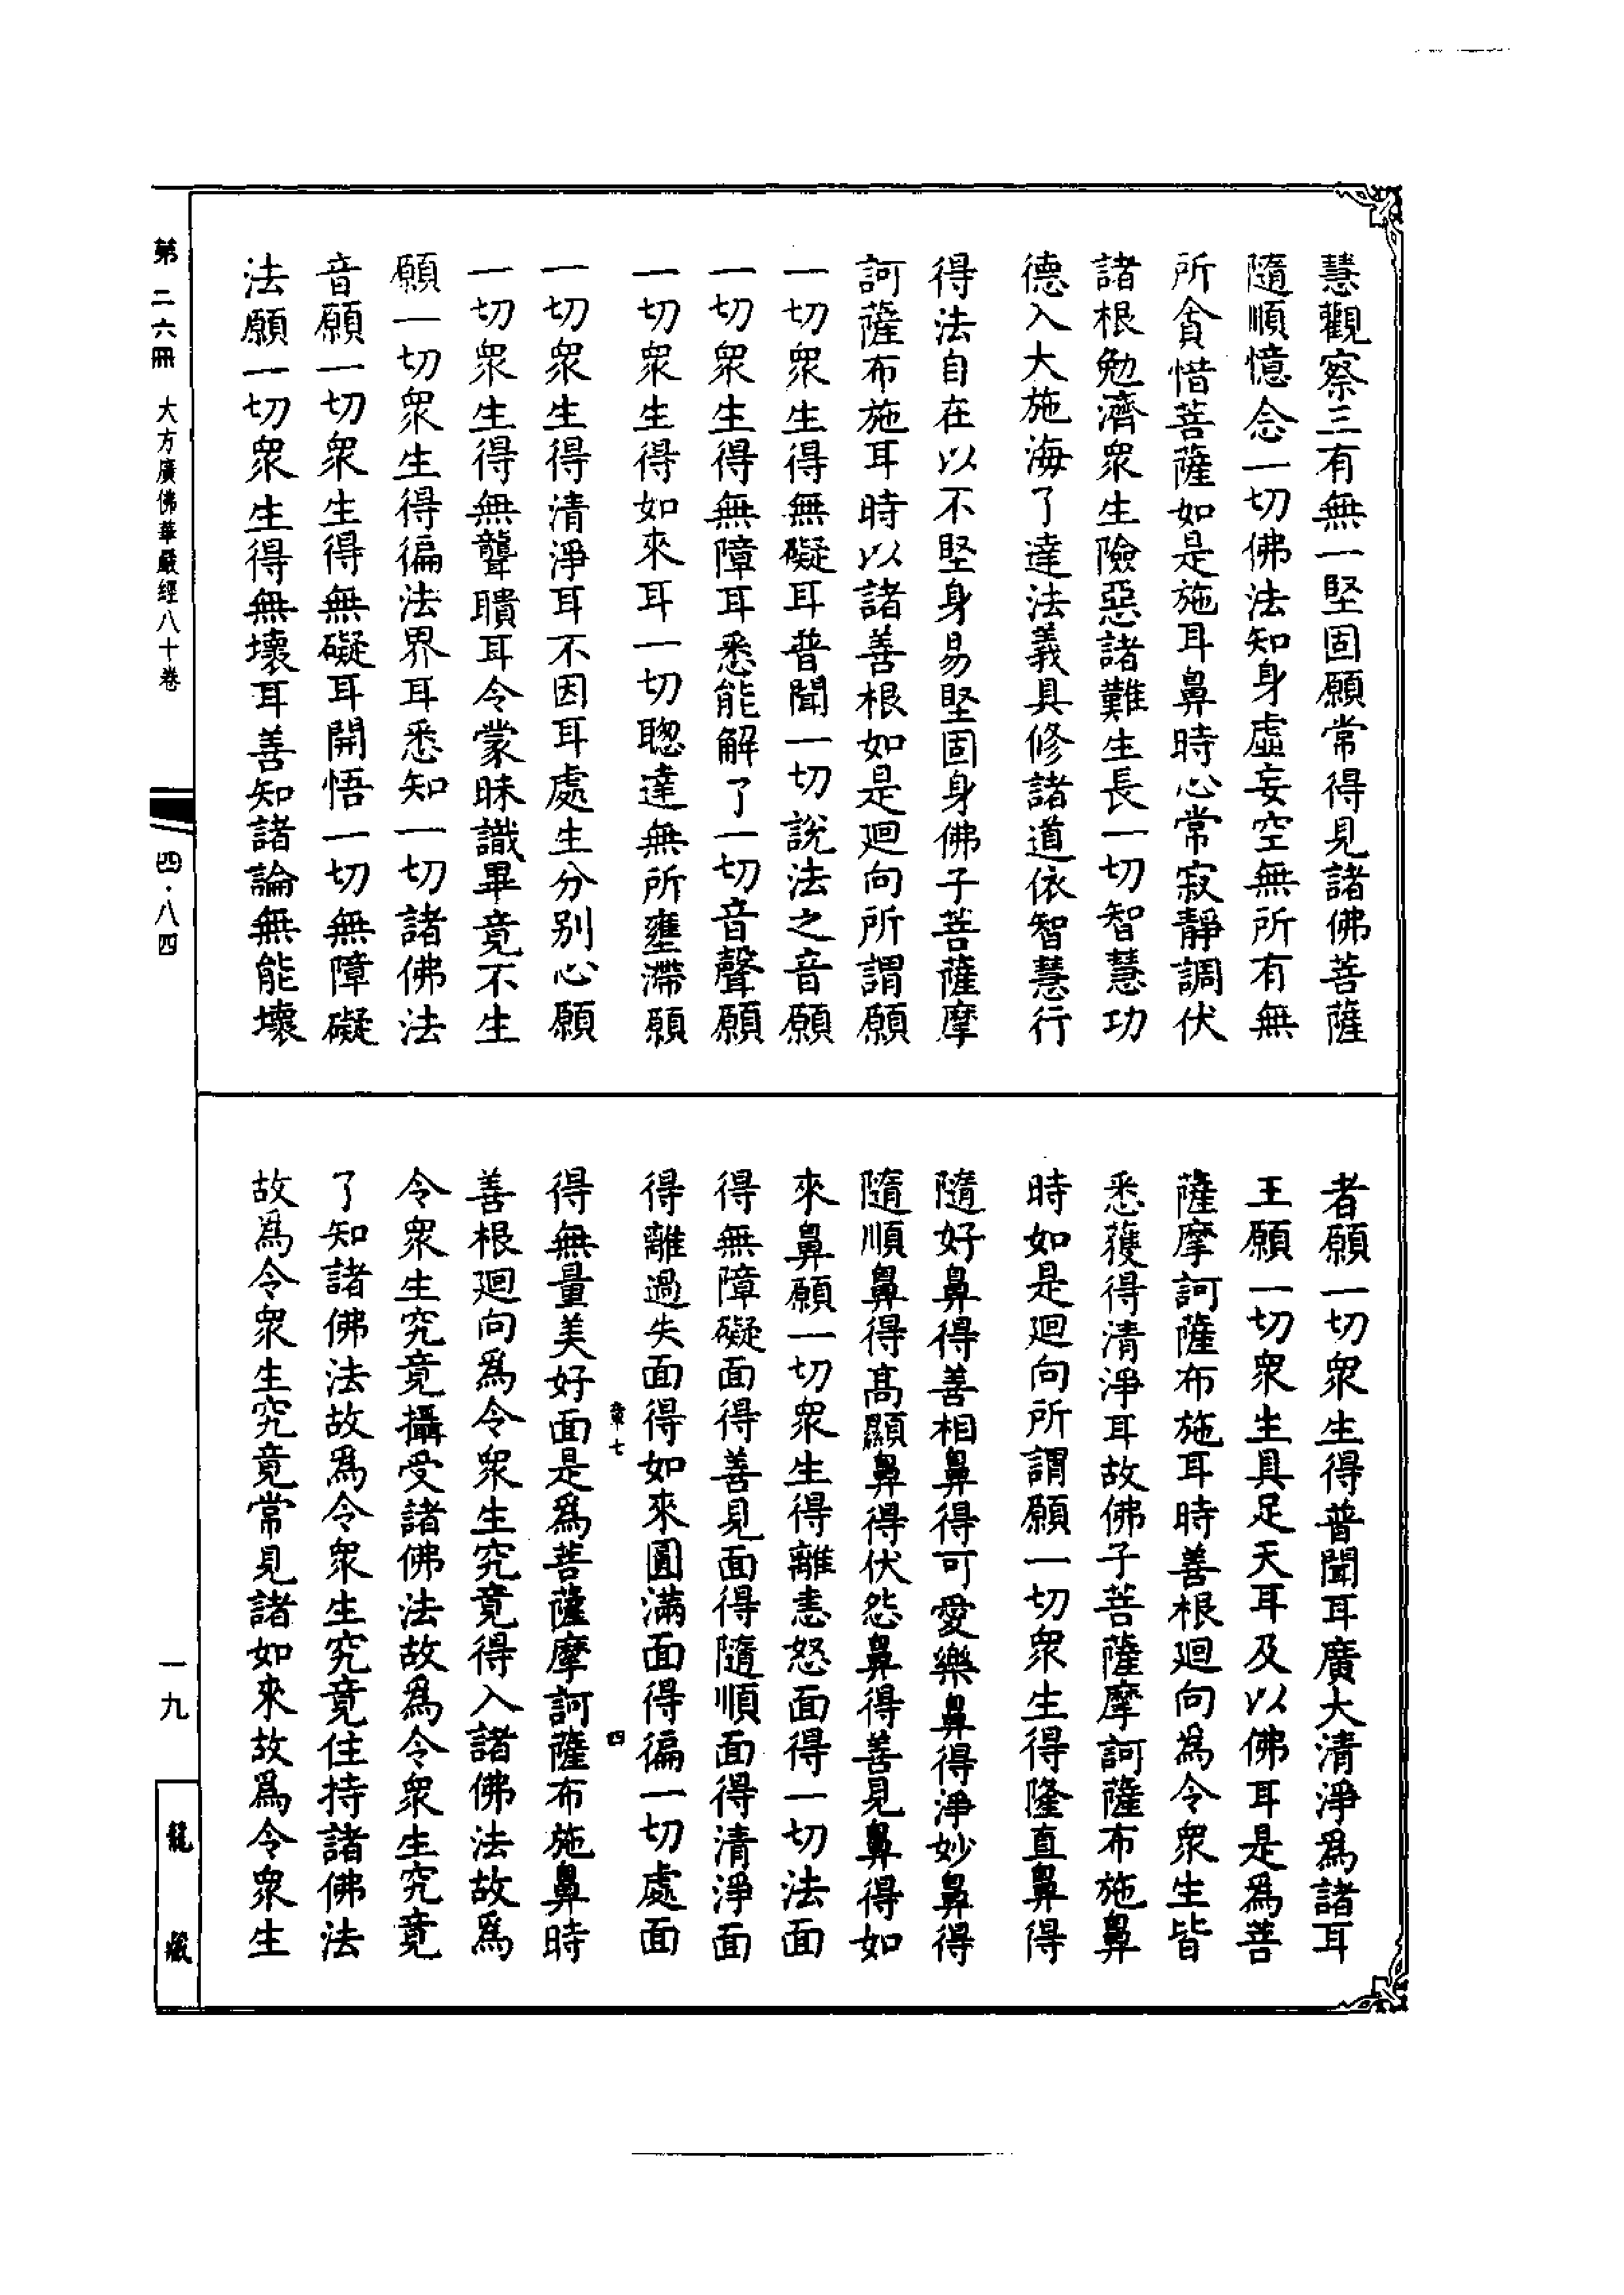 慧觀察三有無一堅固願常得見諸佛菩薩
隨順憶念一切佛法知身虛妄空無所有無
所貪惜菩薩如是施耳鼻時心常寂靜調伏
諸根勉濟衆生險惡諸難生長一切智慧功
德入大施海了達法義具修諸道依智慧行
得法自在以不堅身易堅固身佛子菩薩摩
訶薩布施耳時以諸善根如是迴向所謂願
一切衆生得無礙耳普聞一切說法之音願
一切衆生得無障耳悉能解了一切音聲願
一切衆生得如來耳一切聰達無所壅滯願
一切衆生得清淨耳不因耳處生分別心願
一切衆生得無聾聵耳令蒙昧識畢竟不生
願一切衆生得徧法界耳悉知一切諸佛法
音願一切衆生得無礙耳開悟一切無障礙
法願一切衆生得無壞耳善知諸論無能壞
者願一切衆生得普聞耳廣大清淨爲諸耳
王願一切衆生具足天耳及以佛耳是爲菩
薩摩訶薩布施耳時善根迴向爲令衆生皆
悉獲得清淨耳故佛子菩薩摩訶薩布施鼻
時如是迴向所謂願一切衆生得隆直鼻得
隨好鼻得善相鼻得可愛樂鼻得淨妙鼻得
隨順鼻得高顯鼻得伏怨鼻得善見鼻得如
來鼻願一切衆生得離恚怒面得一切法面
得無障礙面得善見面得隨順面得清淨面
得離過失面得如來圓滿面得徧一切處面
章七 四
得無量美好面是爲菩薩摩訶薩布施鼻時
善根迴向爲令衆生究竟得入諸佛法故爲
令衆生究竟攝受諸佛法故爲令衆生究竟
了知諸佛法故爲令衆生究竟住持諸佛法
故爲令衆生究竟常見諸如來故爲令衆生
第二六冊 大方廣佛華嚴經八十卷 四·八四 一九 龍藏